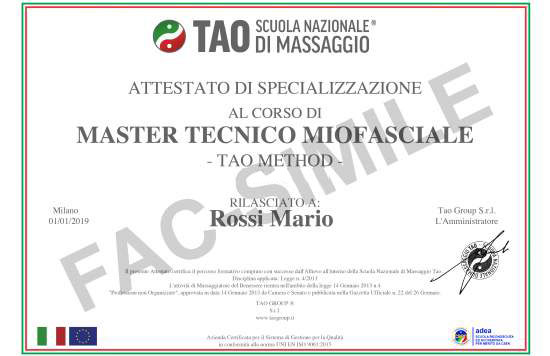 TAO SCUOLA NAZIONALE®
DI MASSAGGIO
ATTESTATO DI SPECIALIZZAZIONE
AL CORSO DI
MASTER TECNICO MIOFASCIALE
- TAO METHOD -
FAC-SIMILE
RILASCIATO A:
Rossi Mario
Milano
01/01/2019
Tao Group S.r.l.
L'Amministratore
Il presente Attestato certifica il percorso formativo compiuto con successo dall'Allievo all'interno della Scuola Nazionale di Massaggio Tao
Disciplina applicata: Legge n. 4/2013
L'attività di Massaggiatore del Benessere rientra nell'ambito della legge 14 Gennaio 2013 n 4
"Professioni non Organizzate", approvata in data 14 Gennaio 2013 da Camera e Senato e pubblicata nella Gazzetta Ufficiale n. 22 del 26 Gennaio.
TAO GROUP ®
S.r.l.
www.taogroup.it
Azienda Certificata per il Sistema di Gestione per la Qualità
in conformità alla norma UNI EN ISO 9001:2015
TAO
adea
SCUOLA RICONOSCIUTA
ED ACCREDITATA
PER MERITO DA CSEN